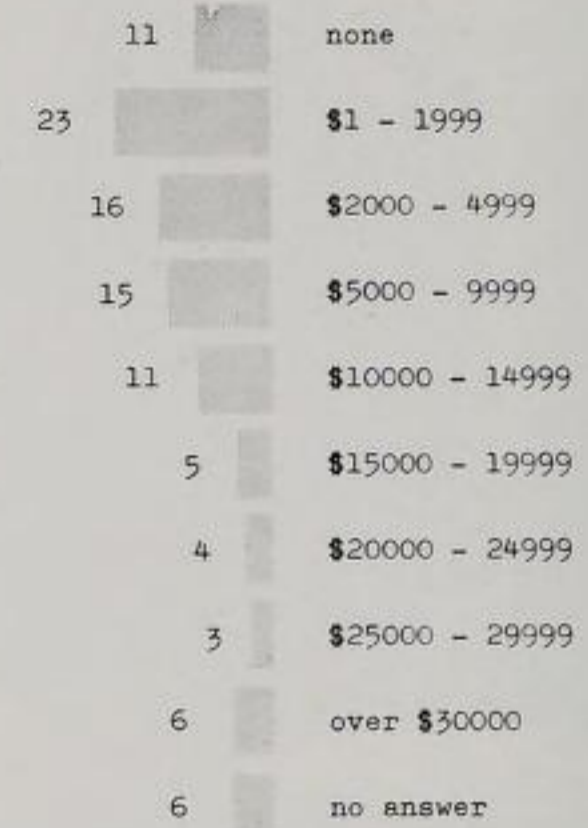 11 none
23 $1 - 1999
16 $2000 - 4999
15 $5000 - 9999
11 $10000 - 14999
5 $15000 - 19999
4 $20000 - 24999
3 $25000 - 29999
6 over $30000
6 no answer